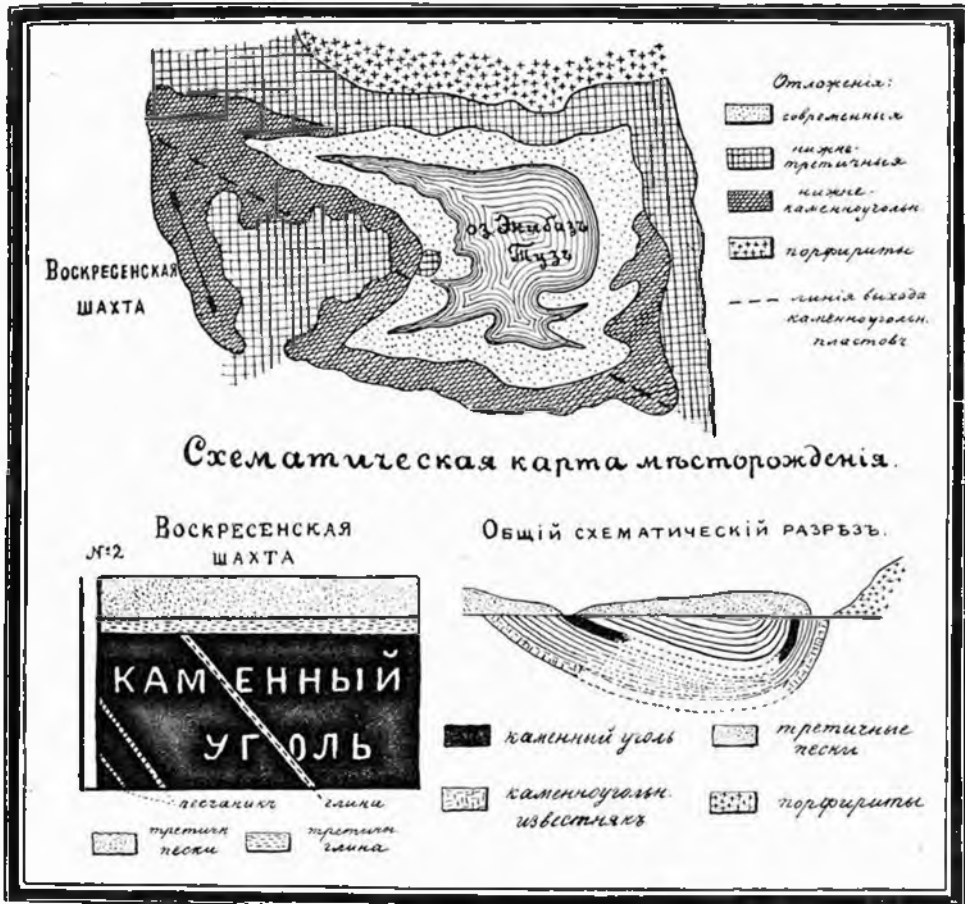 Отложенія:
современныя
нижне-
третичныя
нижне-
каменноугольн.
порфириты
линія выхода
каменноугольн.
пластовъ
оз. Экибазъ
Тузъ
Воскресенская
шахта
Схематическая карта мѣсторожденія.
Воскресенская
шахта
№2
КАМЕННЫЙ
УГОЛЬ
песчаникъ глина
третичн пески
третичн глина
Общій схематическій разрѣзъ.
каменный уголь
третичные
пески
каменноугольн.
известнякъ
порфириты